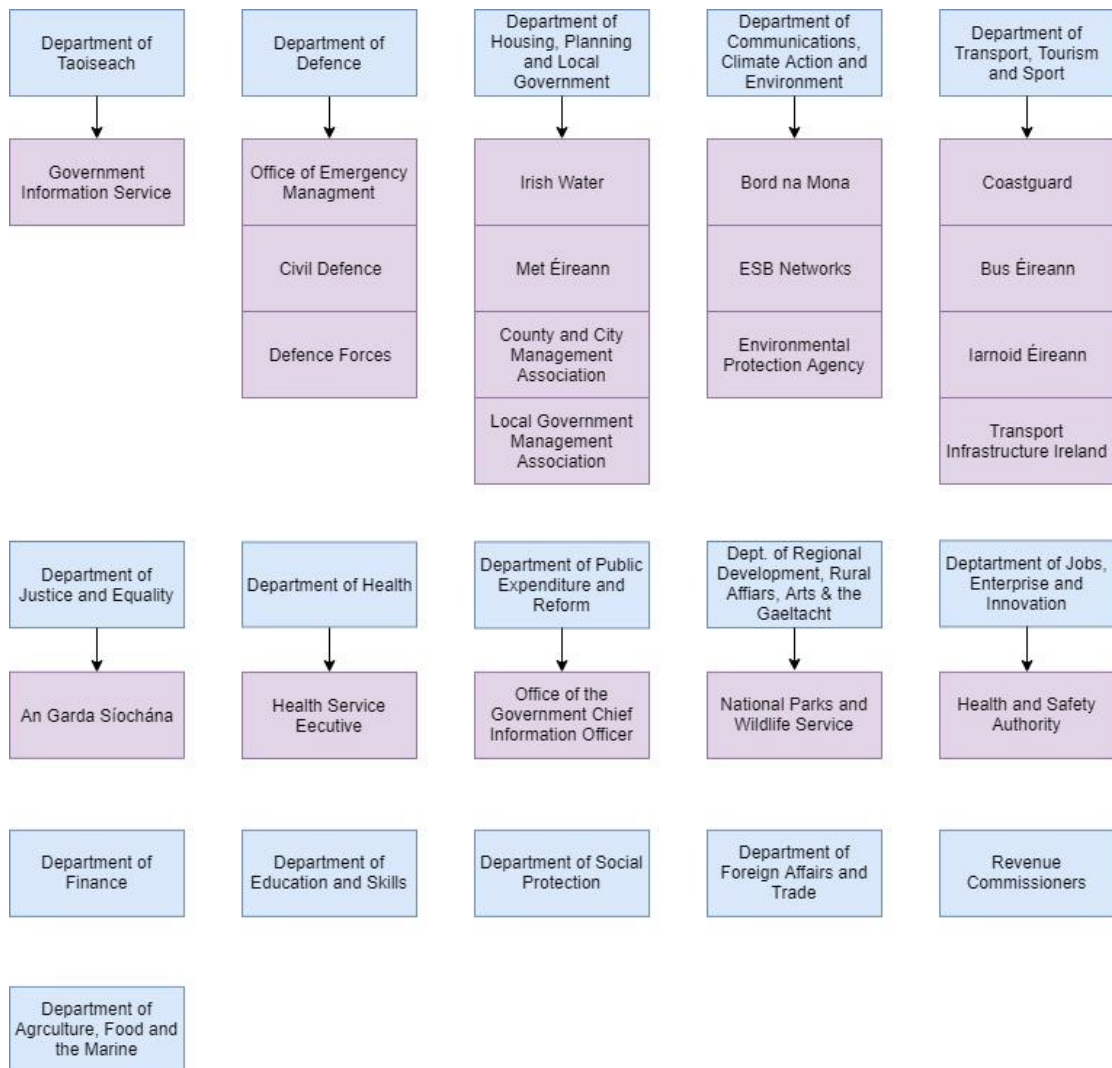 Department of
Taoiseach
Department of
Defence
Department of
Housing, Planning
and Local
Government
Department of
Communications,
Climate Action and
Environment
Department of
Transport, Tourism
and Sport
Government
Information Service
Office of Emergency
Managment
Irish Water
Bord na Mona
Coastguard
Civil Defence
Met Éireann
ESB Networks
Bus Éireann
Defence Forces
County and City
Management
Association
Environmental
Protection Agency
Iarnoid Éireann
Local Government
Management
Association
Transport
Infrastructure Ireland
Department of
Justice and Equality
Department of Health
Department of Public
Expenditure and
Reform
Dept. of Regional
Development, Rural
Affiars, Arts & the
Gaeltacht
Deptartment of Jobs,
Enterprise and
Innovation
An Garda Síochána
Health Service
Eecutive
Office of the
Government Chief
Information Officer
National Parks and
Wildlife Service
Health and Safety
Authority
Department of
Finance
Department of
Education and Skills
Department of Social
Protection
Department of
Foreign Affairs and
Trade
Revenue
Commissioners
Department of
Agrculture, Food and
the Marine